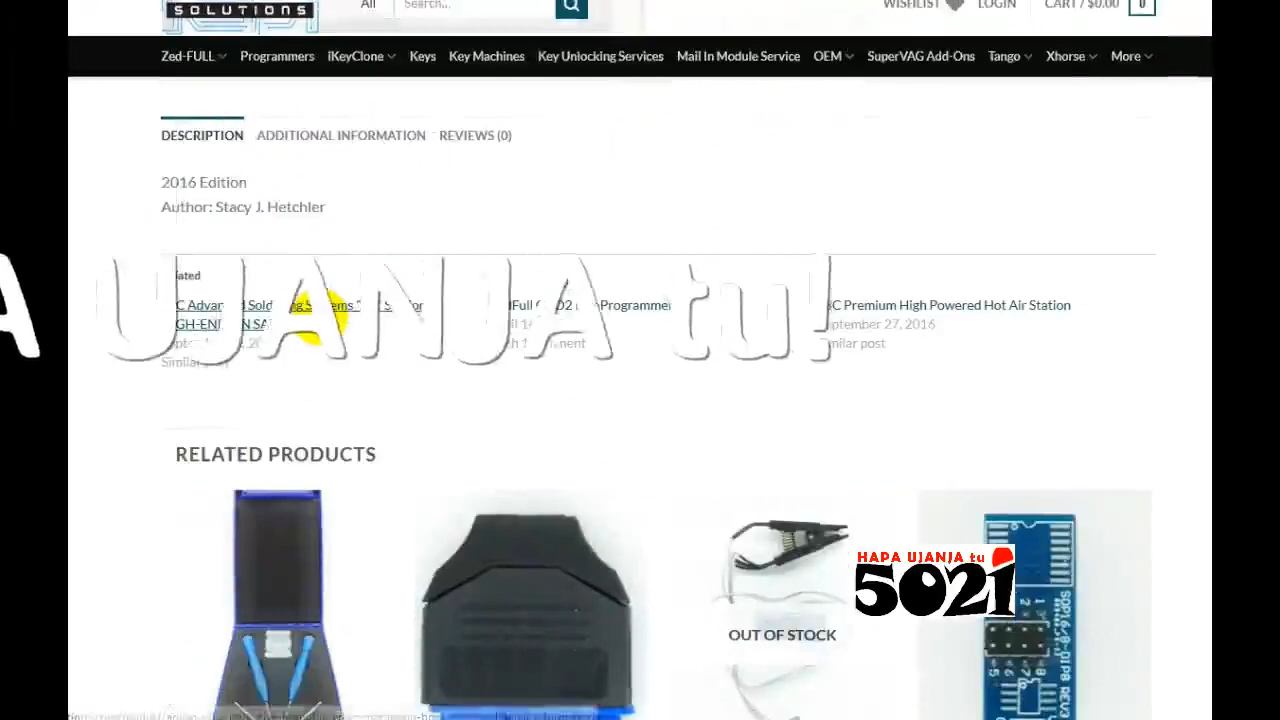 SOLUTIONS
All
Search...
WISHLIST
LOGIN
CART / $0.00
0
Zed-FULL Programmers iKeyClone Keys Key Machines Key Unlocking Services Mail In Module Service OEM SuperVAG Add-Ons Tango Xhorse More
DESCRIPTION ADDITIONAL INFORMATION REVIEWS (0)
2016 Edition
Author: Stacy J. Hetchler
A UJANJA tu!
Premium High Powered Hot Air Station
September 27, 2016
Similar post
RELATED PRODUCTS
OUT OF STOCK
HAPA UJANJA tu
5021